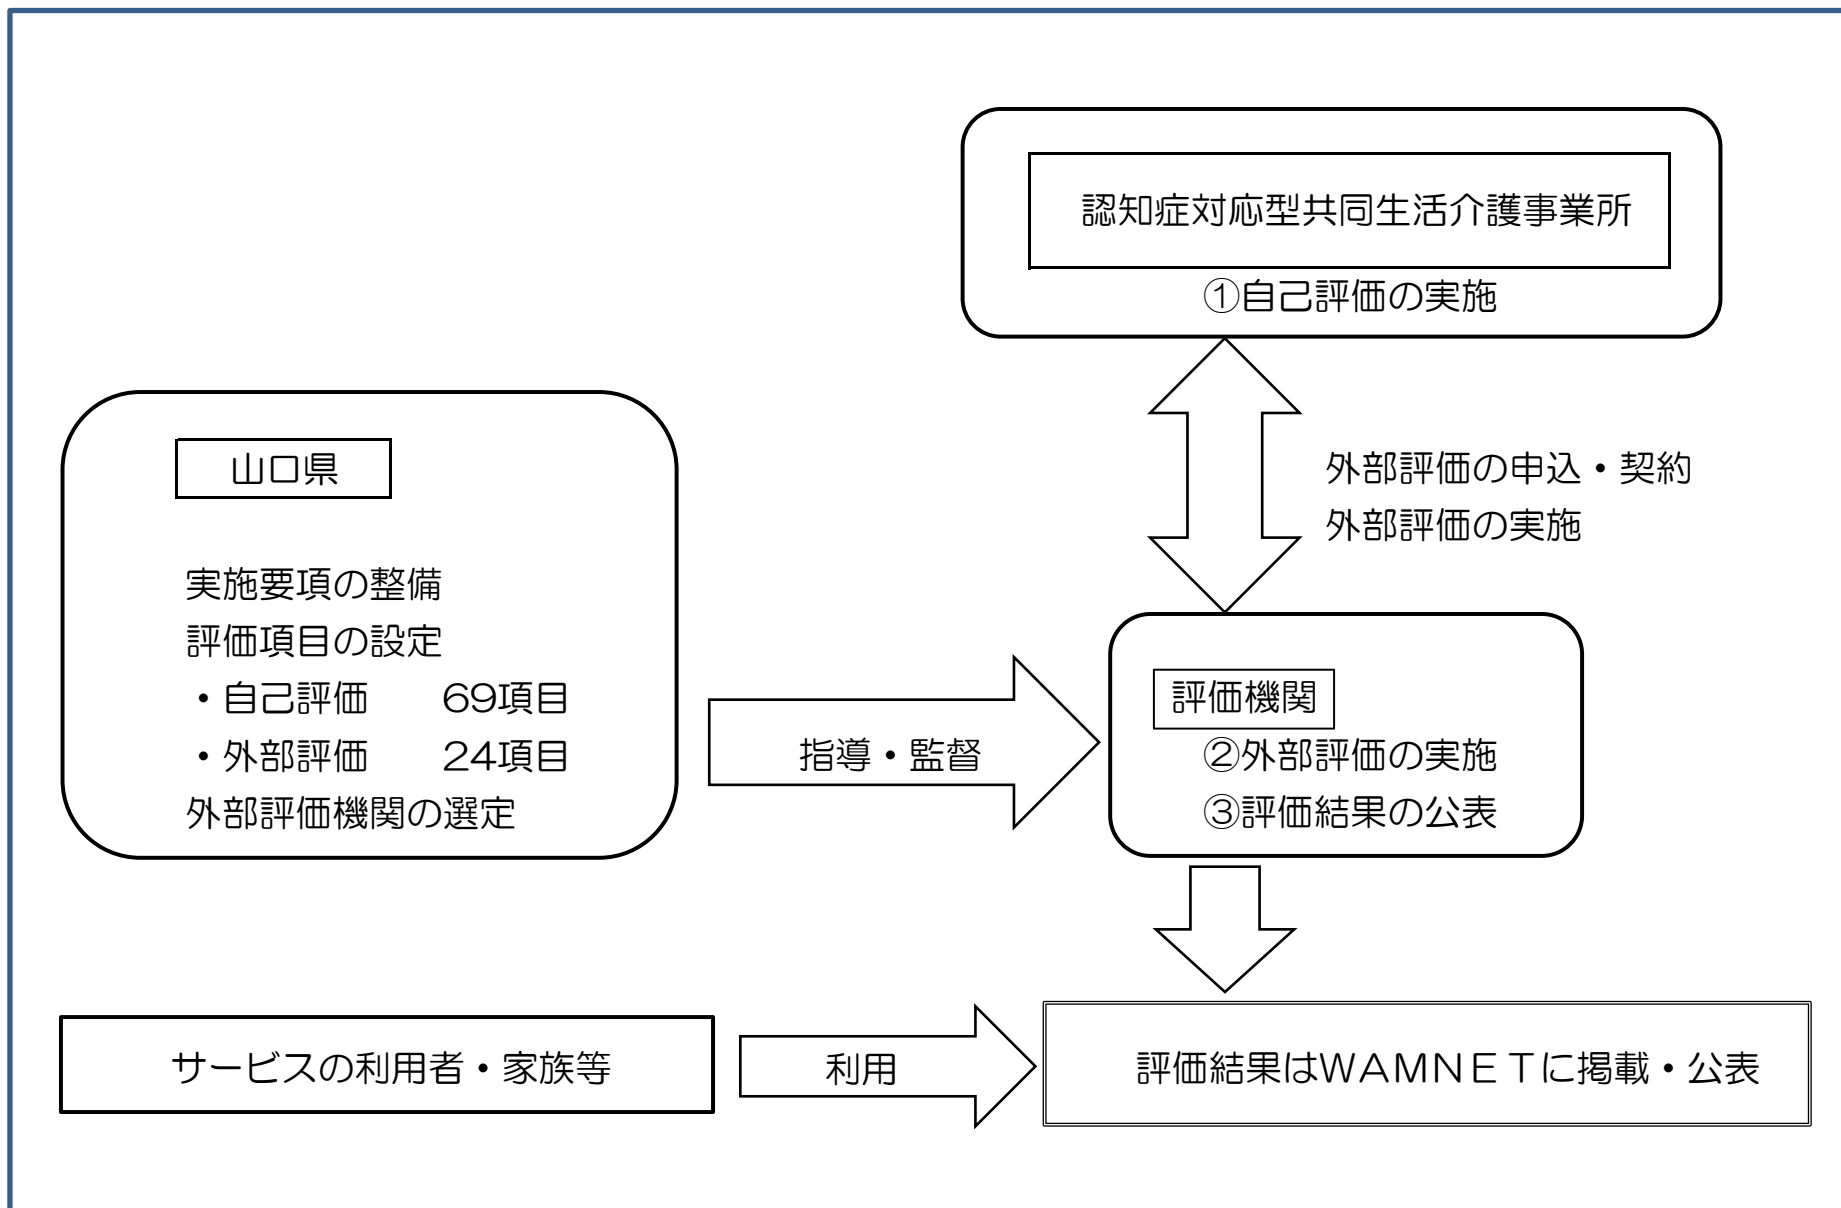 認知症対応型共同生活介護事業所
①自己評価の実施
山口県
実施要項の整備
評価項目の設定
・自己評価　　69項目
・外部評価　　24項目
外部評価機関の選定
外部評価の申込・契約
外部評価の実施
指導・監督
評価機関
②外部評価の実施
③評価結果の公表
サービスの利用者・家族等
利用
評価結果はWAMNETに掲載・公表